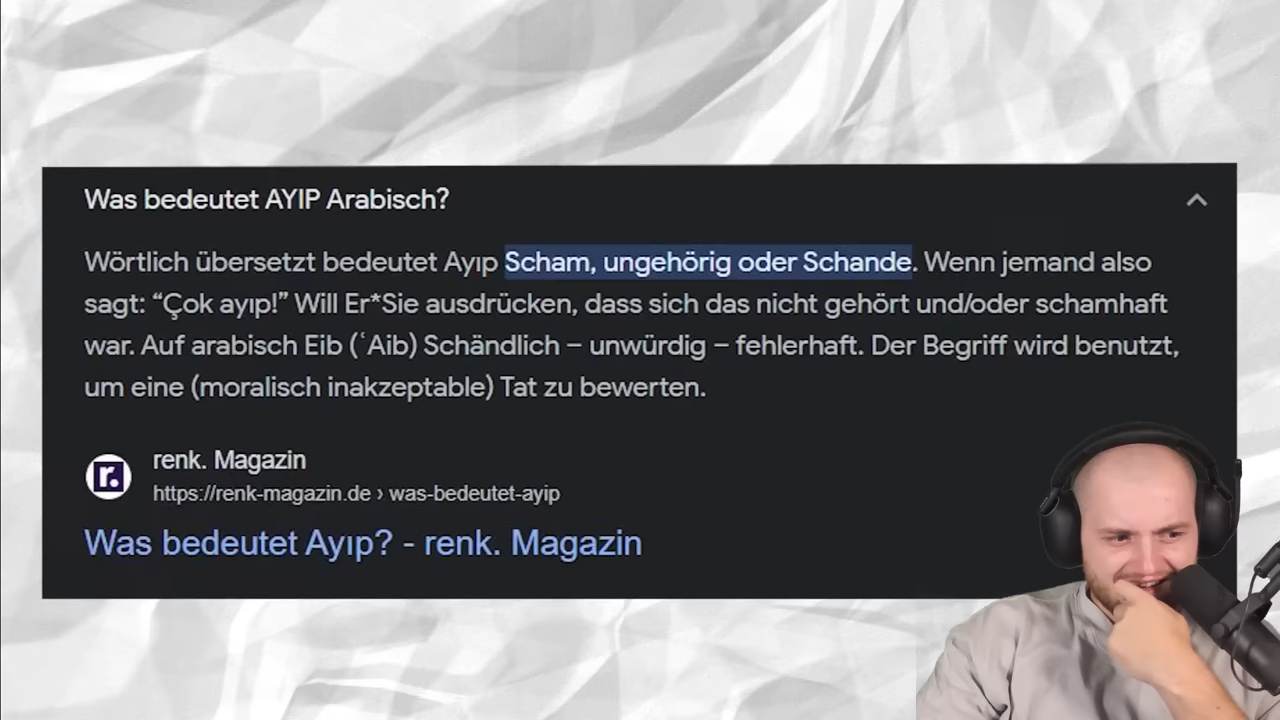 Was bedeutet AYIP Arabisch?
Wörtlich übersetzt bedeutet Ayıp Scham, ungehörig oder Schande. Wenn jemand also
sagt: “Çok ayıp!” Will Er*Sie ausdrücken, dass sich das nicht gehört und/oder schamhaft
war. Auf arabisch Eib (ʿAib) Schändlich – unwürdig – fehlerhaft. Der Begriff wird benutzt,
um eine (moralisch inakzeptable) Tat zu bewerten.
r.
renk. Magazin
https://renk-magazin.de › was-bedeutet-ayip
Was bedeutet Ayıp? - renk. Magazin